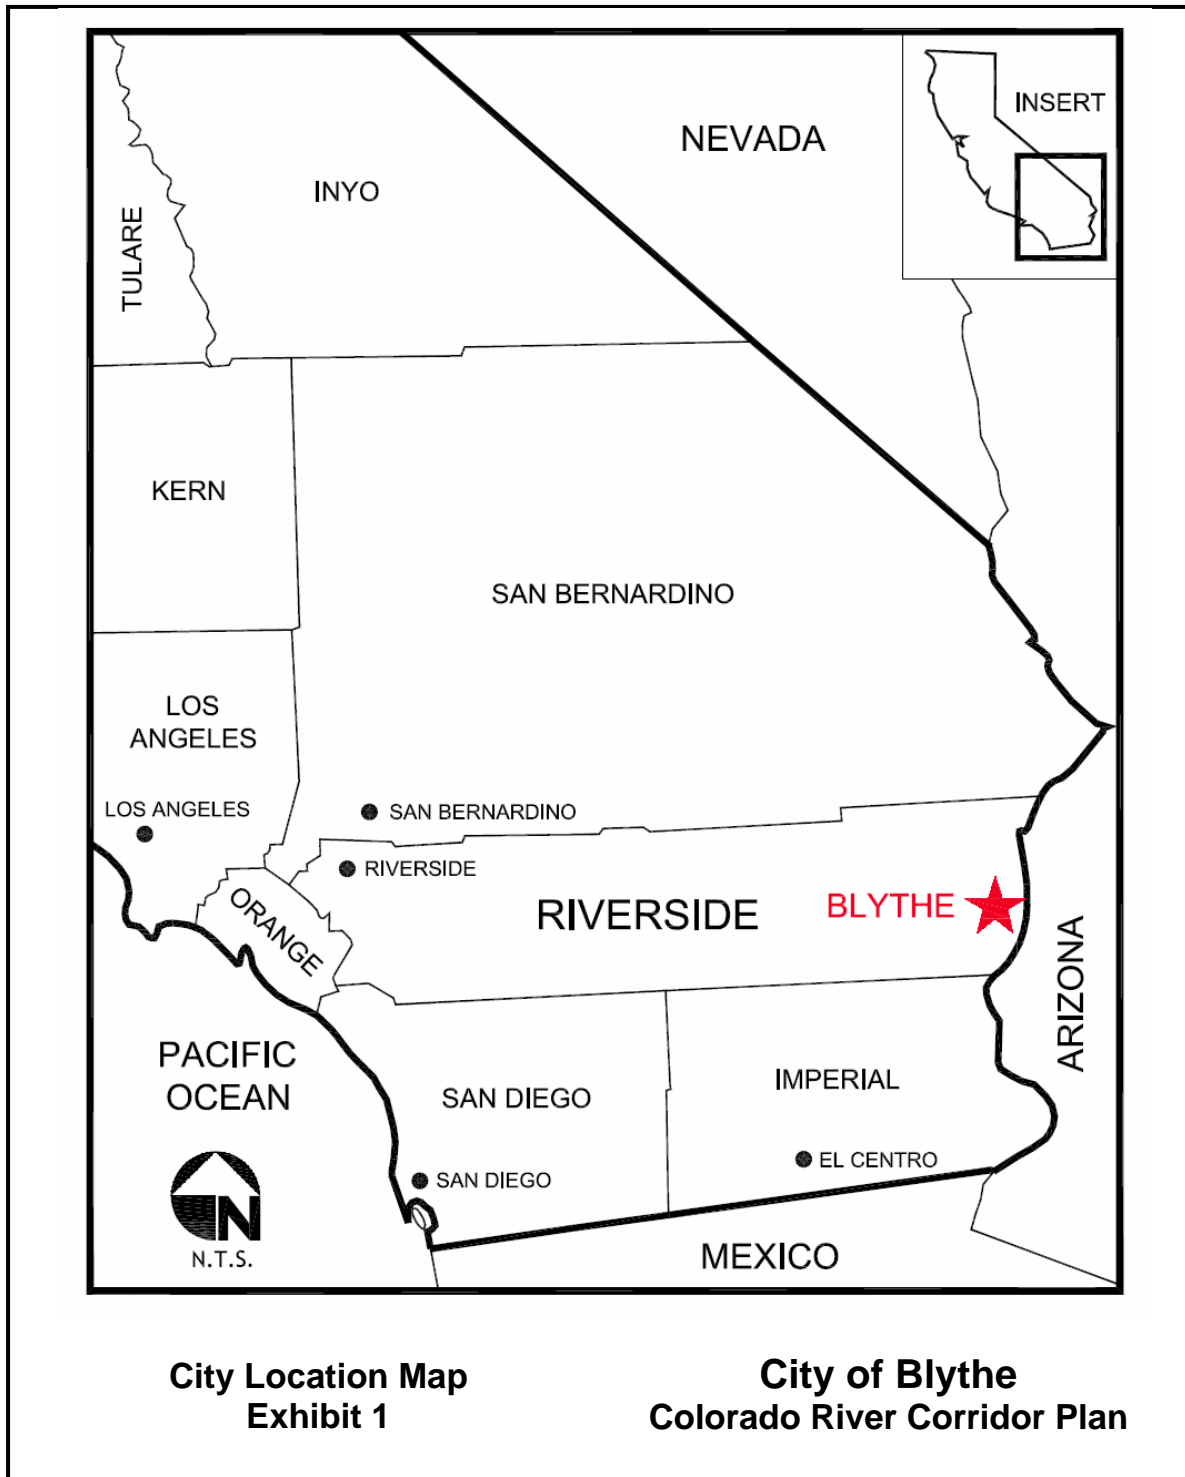 NEVADA
INSERT
INYO
TULARE
KERN
SAN BERNARDINO
LOS
ANGELES
LOS ANGELES
SAN BERNARDINO
RIVERSIDE
ORANGE
RIVERSIDE
BLYTHE
ARIZONA
PACIFIC
OCEAN
SAN DIEGO
IMPERIAL
EL CENTRO
SAN DIEGO
N
N.T.S.
MEXICO
City Location Map
Exhibit 1
City of Blythe
Colorado River Corridor Plan